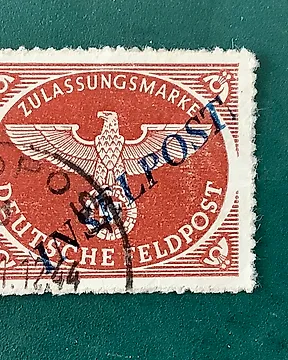 ZULASSUNGSMARKE
INSELPOST
DEUTSCHE FELDPOST